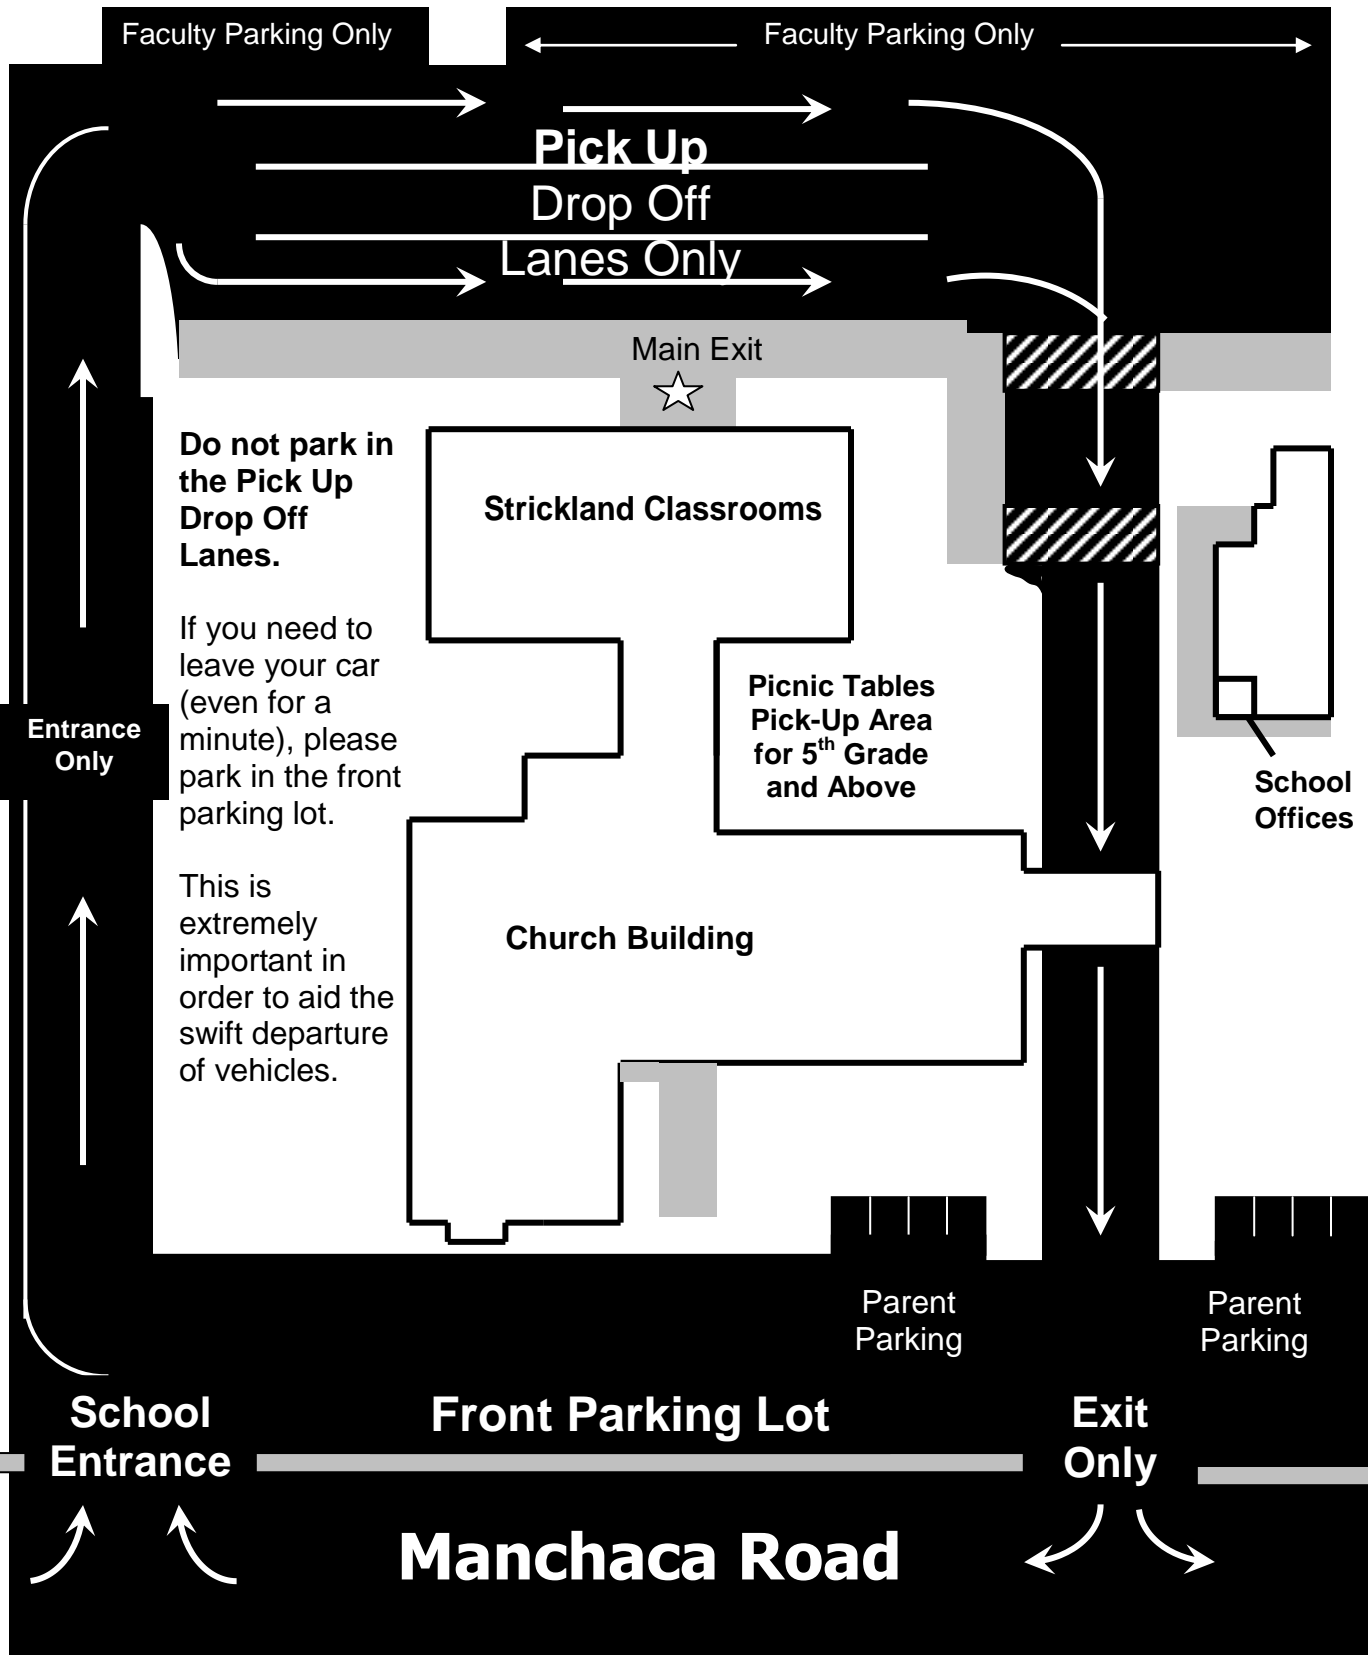 Faculty Parking Only
Faculty Parking Only
Pick Up
Drop Off
Lanes Only
Main Exit
Do not park in
the Pick Up
Drop Off
Lanes.
If you need to
leave your car
(even for a
minute), please
park in the front
parking lot.
This is
extremely
important in
order to aid the
swift departure
of vehicles.
Strickland Classrooms
Picnic Tables
Pick-Up Area
for 5th Grade
and Above
Entrance
Only
School
Offices
Church Building
Parent
Parking
Parent
Parking
School
Entrance
Front Parking Lot
Exit
Only
Manchaca Road